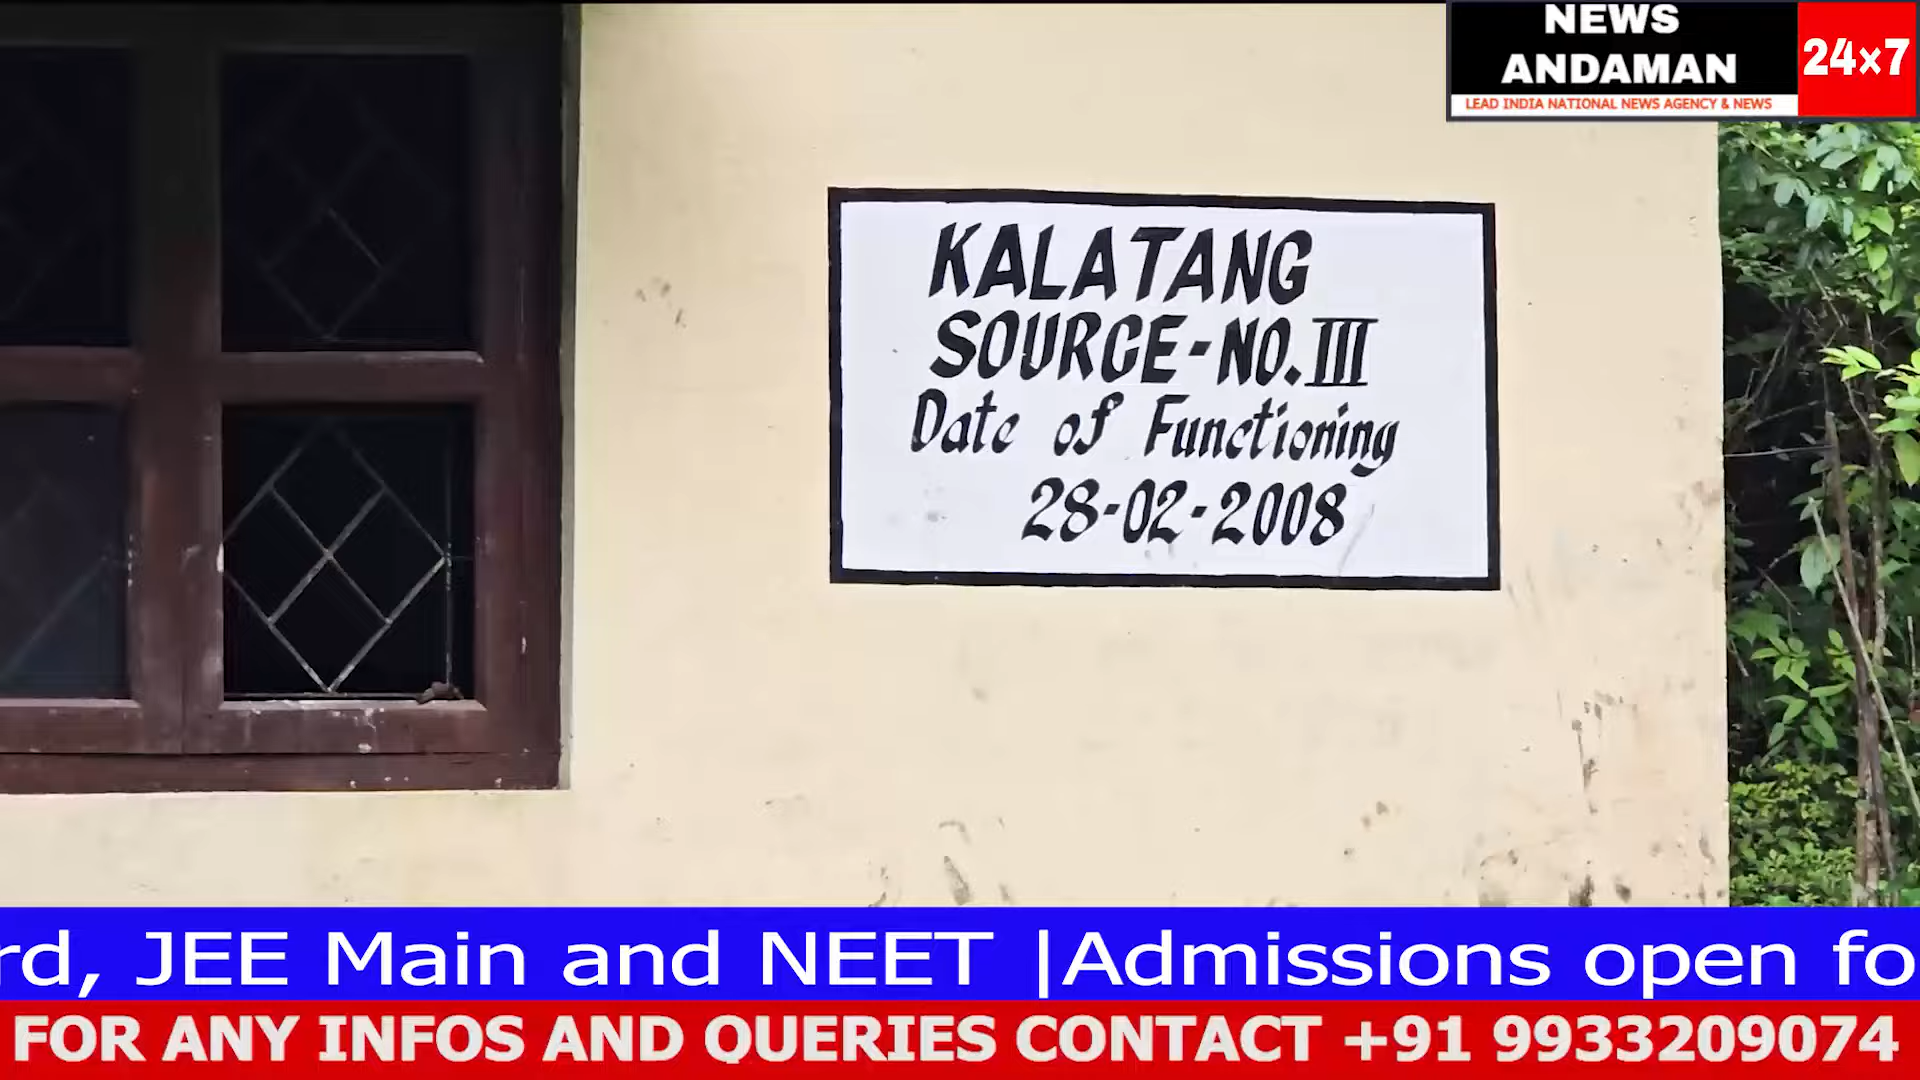 NEWS
ANDAMAN
24×7
LEAD INDIA NATIONAL NEWS AGENCY & NEWS
KALATANG
SOURCE-NO.III
Date of Functioning
28-02-2008
rd, JEE Main and NEET |Admissions open fo
FOR ANY INFOS AND QUERIES CONTACT +91 9933209074